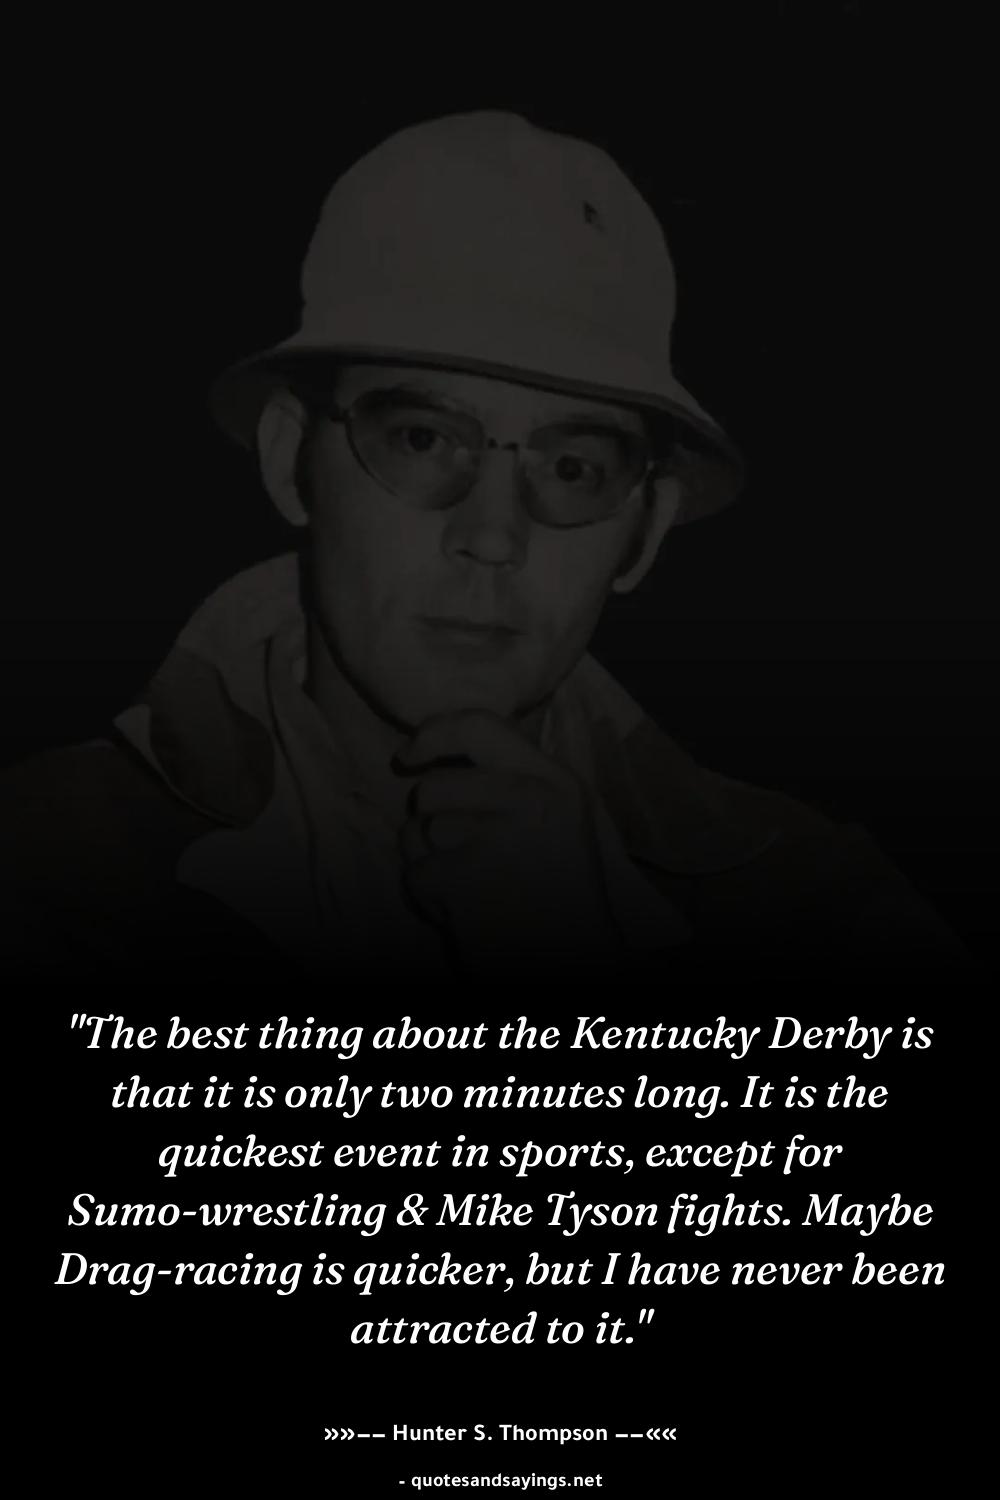 "The best thing about the Kentucky Derby is
that it is only two minutes long. It is the
quickest event in sports, except for
Sumo-wrestling & Mike Tyson fights. Maybe
Drag-racing is quicker, but I have never been
attracted to it."
»»−− Hunter S. Thompson −−««
- quotesandsayings.net